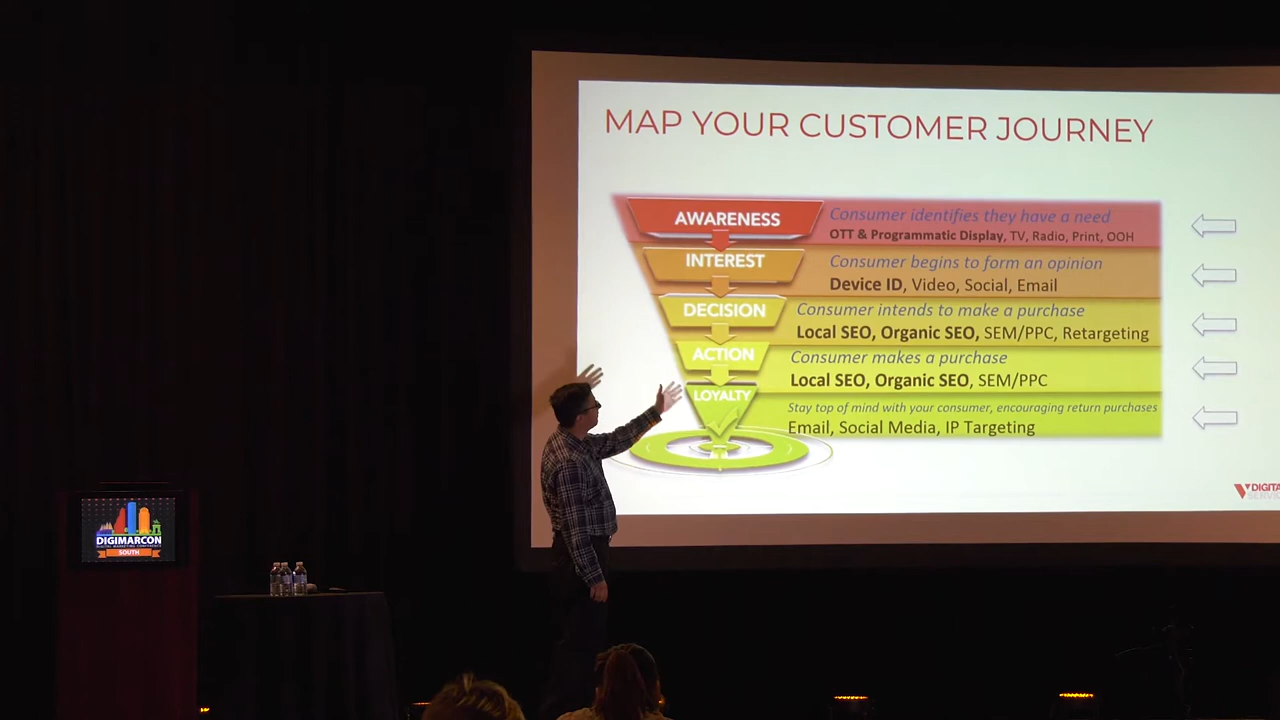 MAP YOUR CUSTOMER JOURNEY
AWARENESS
Consumer identifies they have a need
OTT & Programmatic Display, TV, Radio, Print, OOH
INTEREST
Consumer begins to form an opinion
Device ID, Video, Social, Email
DECISION
Consumer intends to make a purchase
Local SEO, Organic SEO, SEM/PPC, Retargeting
ACTION
Consumer makes a purchase
Local SEO, Organic SEO, SEM/PPC
LOYALTY
Stay top of mind with your consumer, encouraging return purchases
Email, Social Media, IP Targeting
DIGIMARCON
DIGITAL MARKETING CONFERENCE
SOUTH